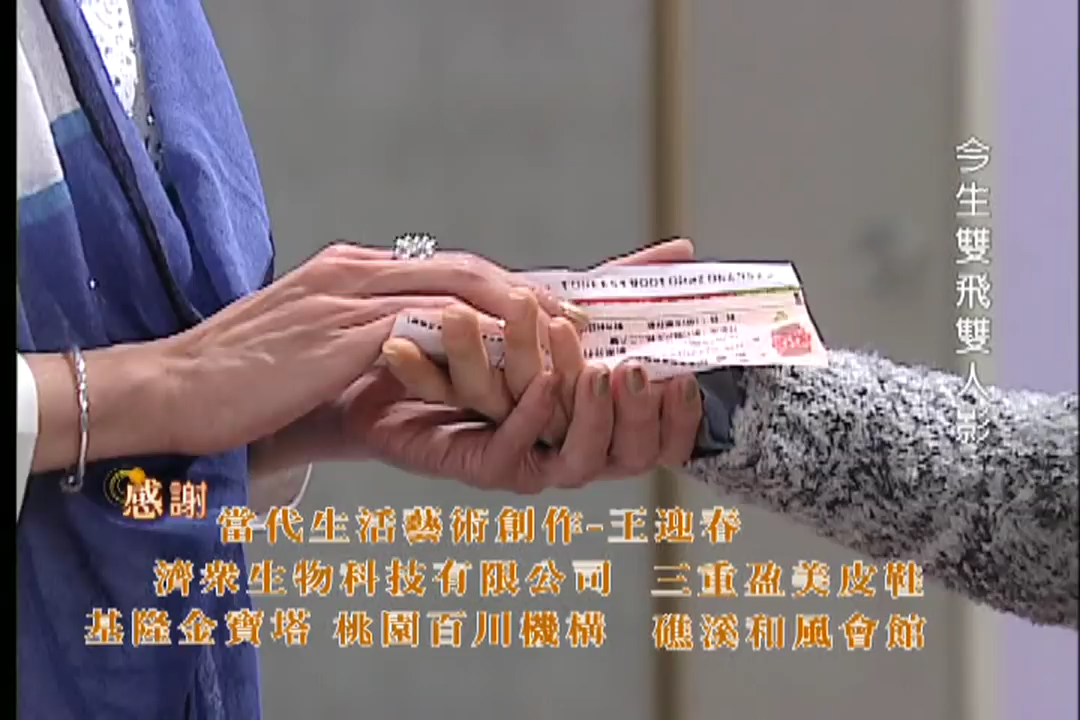 今生雙飛雙人影
感謝
當代生活藝術創作-王迎春
濟眾生物科技有限公司 三重盈美皮鞋
基隆金寶塔 桃園百川機構 礁溪和風會館